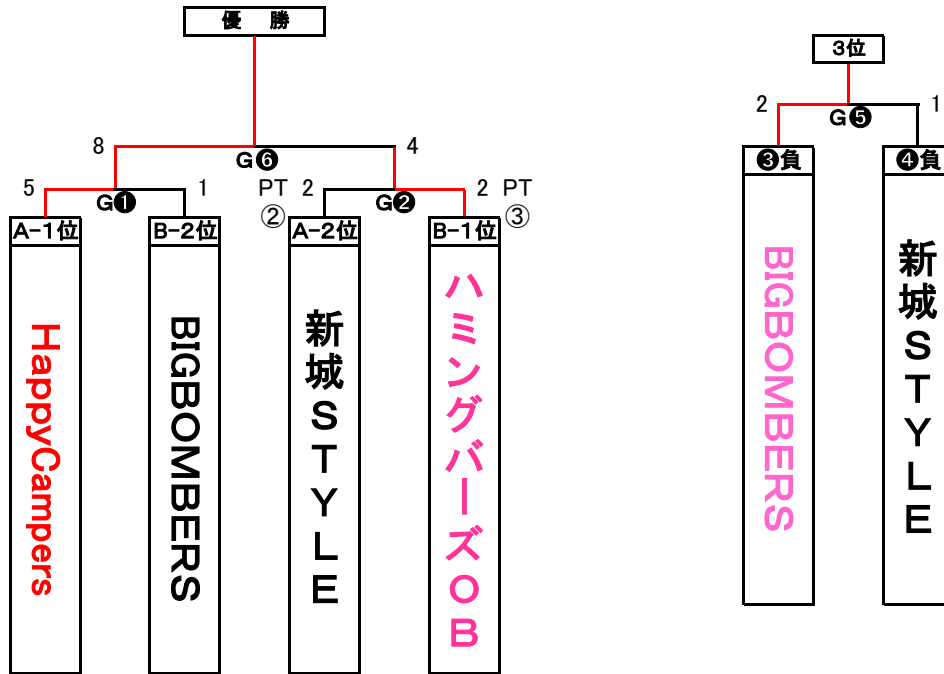 優 勝
3位
8
G❻
4
2
G❺
1
5
G❶
1
PT
②
2
G❷
2
PT
③
A-1位
B-2位
A-2位
B-1位
❸負
❹負
HappyCampers
BIGBOMBERS
新城STYLE
ハミングバーズOB
BIGBOMBERS
新城STYLE